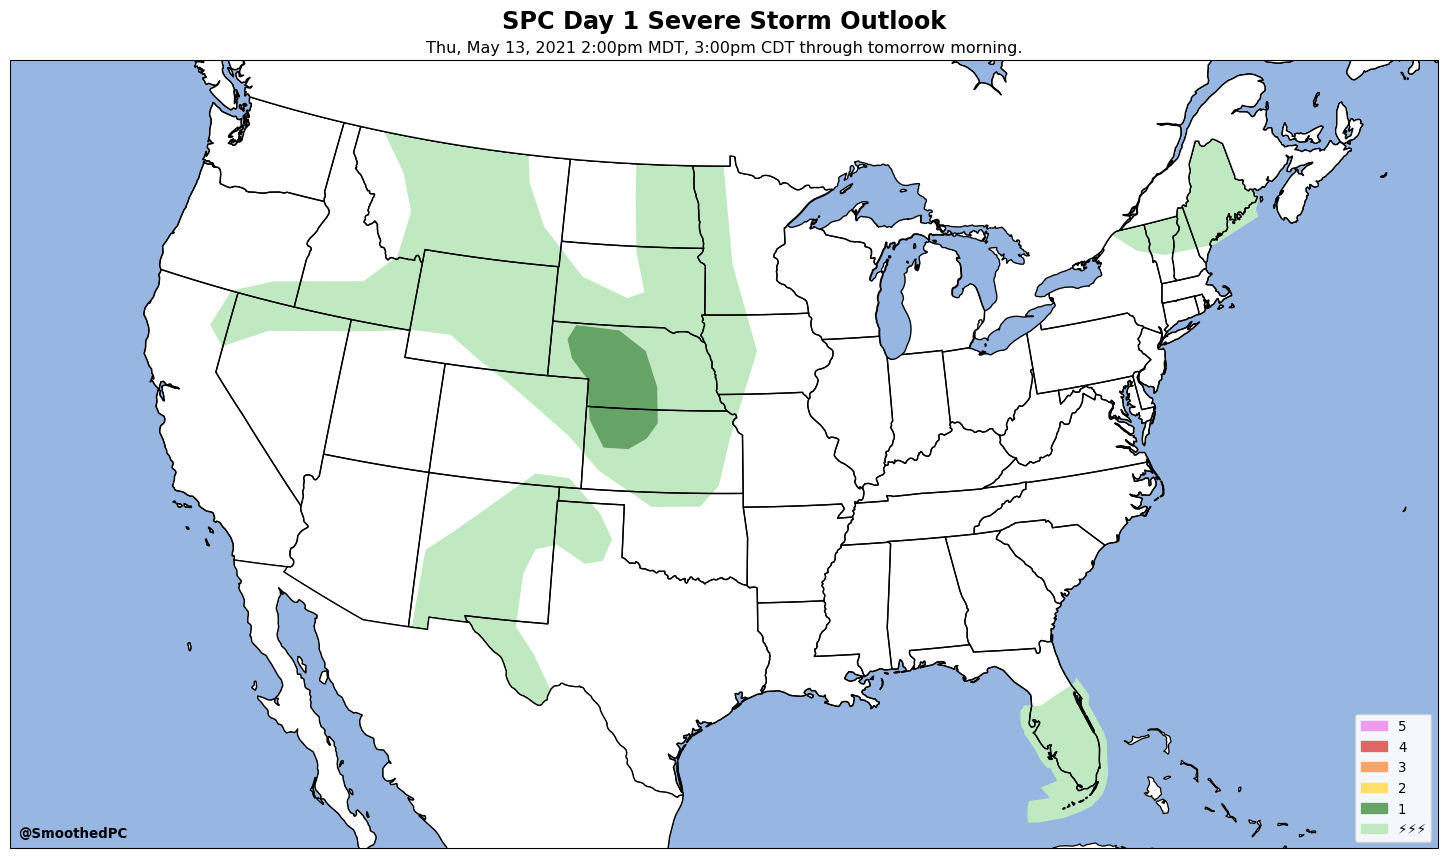 SPC Day 1 Severe Storm Outlook
Thu, May 13, 2021 2:00pm MDT, 3:00pm CDT through tomorrow morning.
5
4
3
2
1
⚡⚡⚡
@SmoothedPC